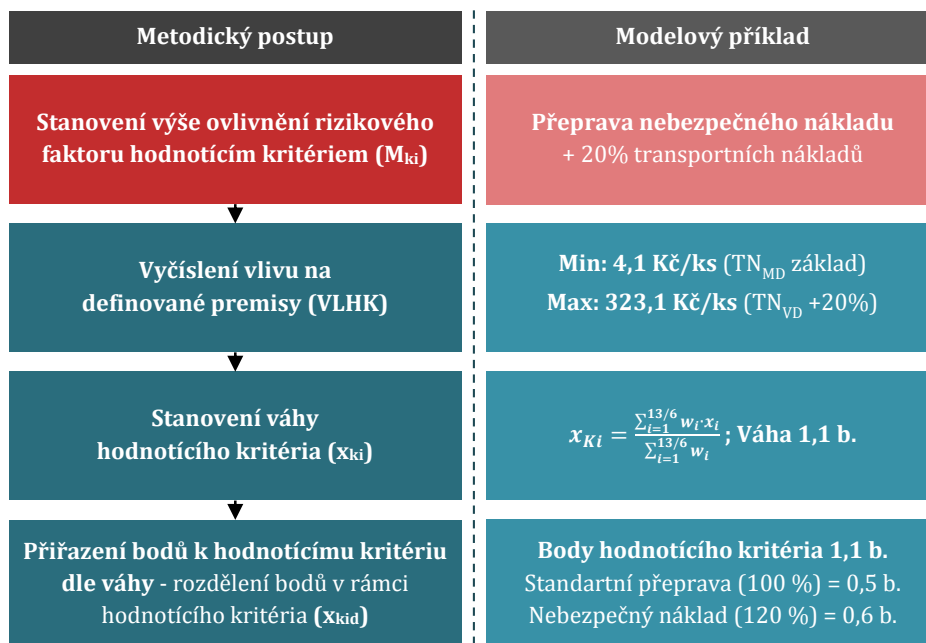 Metodický postup
Modelový příklad
Stanovení výše ovlivnění rizikového
faktoru hodnotícím kritériem (Mki)
Přeprava nebezpečného nákladu
+ 20% transportních nákladů
Vyčíslení vlivu na
definované premisy (VLHK)
Min: 4,1 Kč/ks (TNMD základ)
Max: 323,1 Kč/ks (TNVD +20%)
Stanovení váhy
hodnotícího kritéria (xki)
xKi = ∑i=1^13/6 wi·xi / ∑i=1^13/6 wi ; Váha 1,1 b.
Přiřazení bodů k hodnotícímu kritériu
dle váhy - rozdělení bodů v rámci
hodnotícího kritéria (xkid)
Body hodnotícího kritéria 1,1 b.
Standartní přeprava (100 %) = 0,5 b.
Nebezpečný náklad (120 %) = 0,6 b.